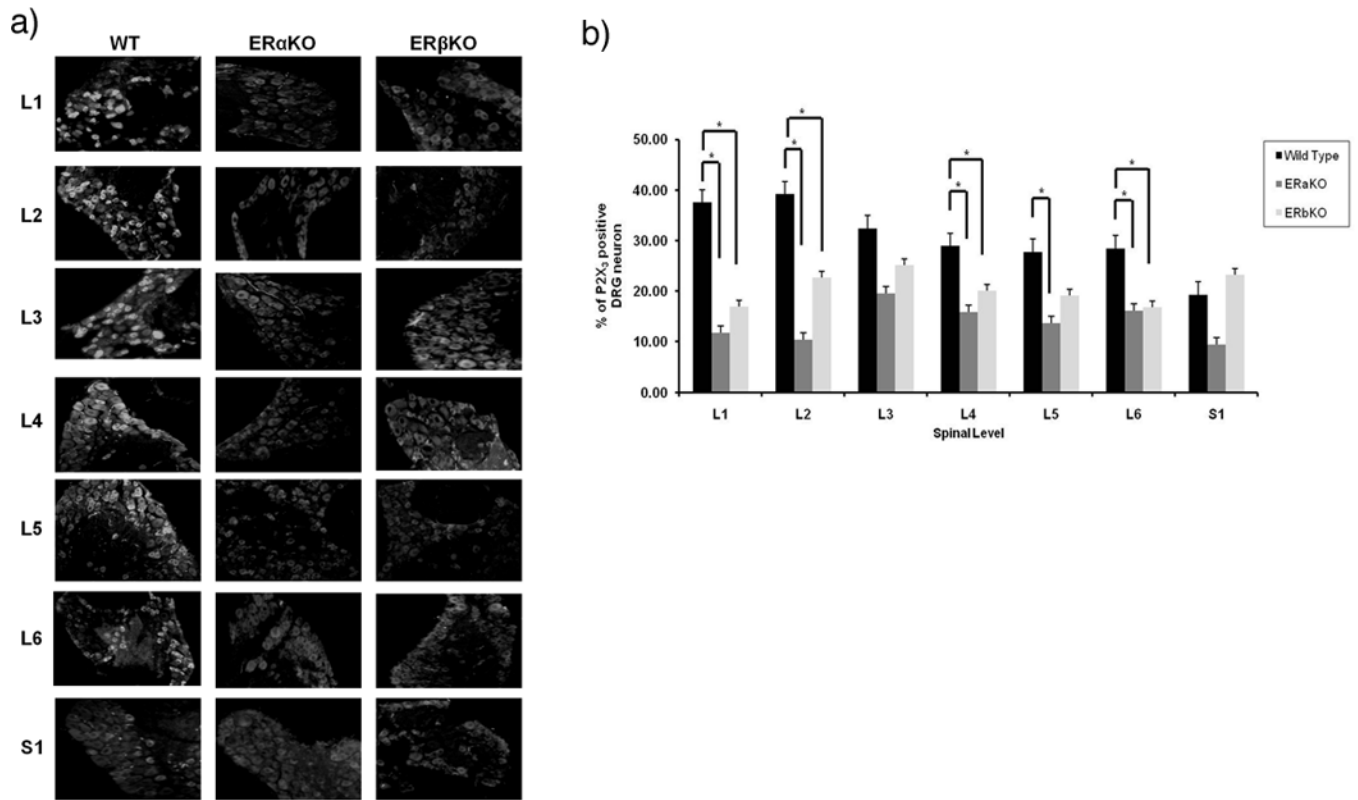 a)
WT ERαKO ERβKO
L1
L2
L3
L4
L5
L6
S1
b)
50.00
40.00
30.00
20.00
10.00
0.00
% of P2X3 positive
DRG neuron
* * * * * * * * *
L1 L2 L3 L4 L5 L6 S1
Spinal Level
Wild Type
ERaKO
ERbKO